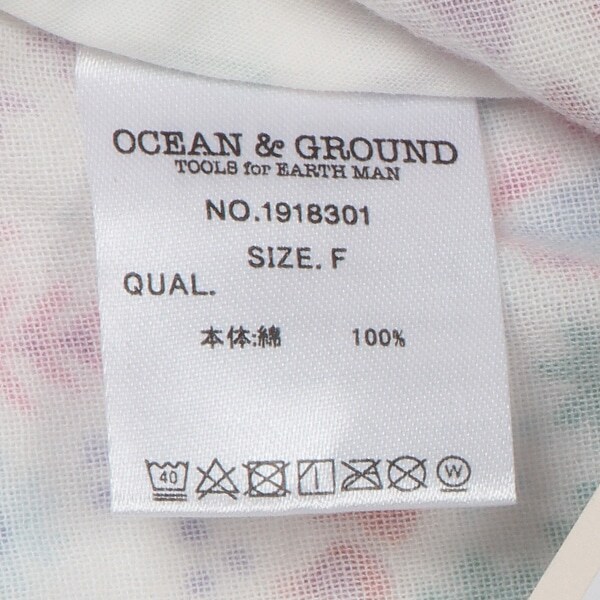 OCEAN & GROUND
TOOLS for EARTH MAN
NO.1918301
SIZE. F
QUAL.
本体:綿 100%
40 W